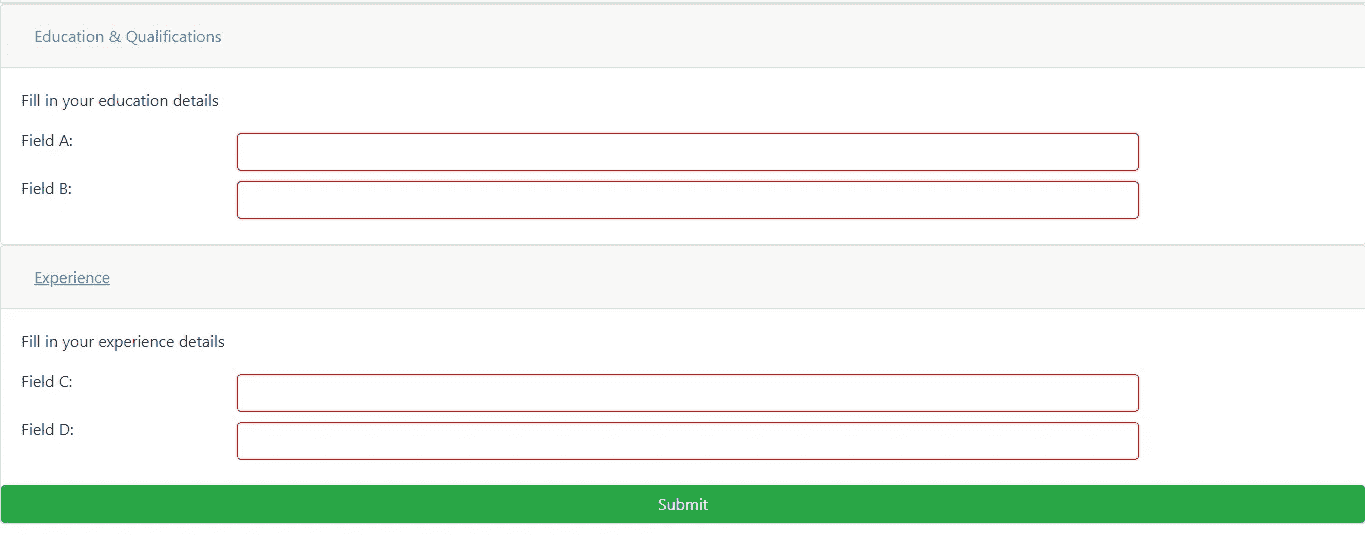 Education & Qualifications
Fill in your education details
Field A:
Field B:
Experience
Fill in your experience details
Field C:
Field D:
Submit